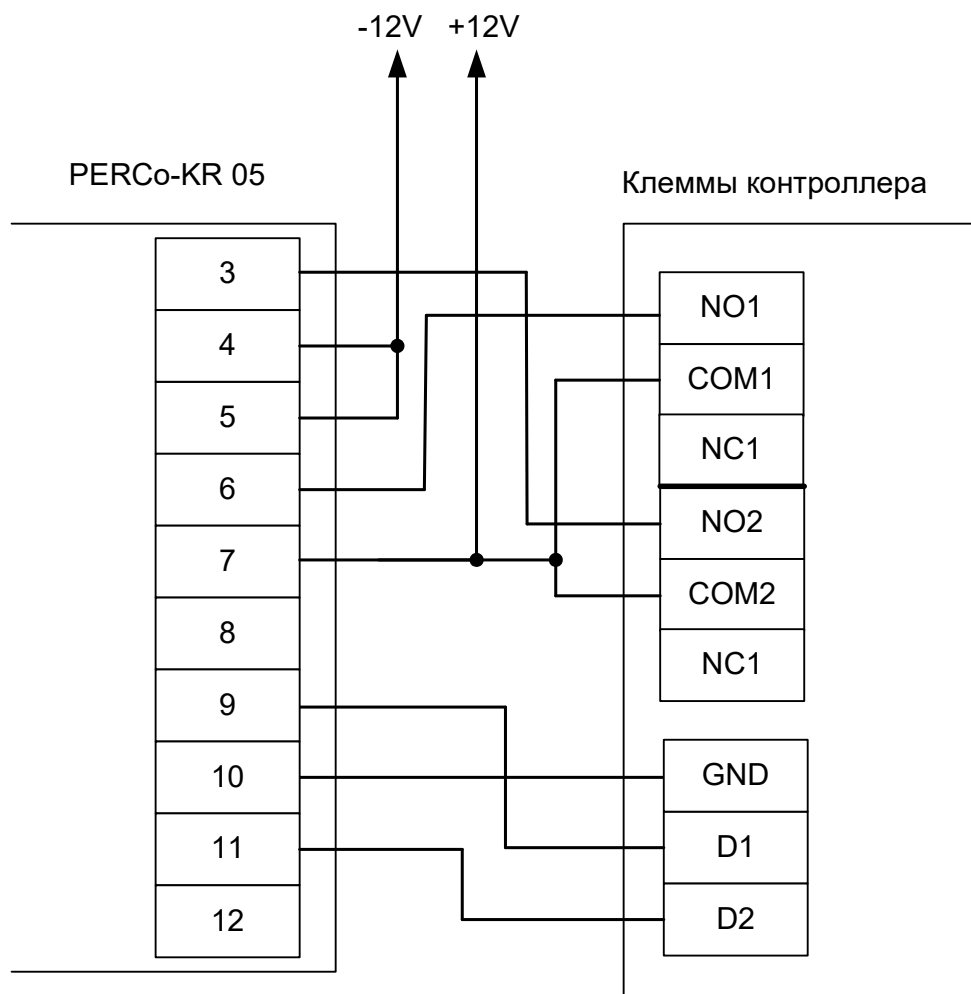 -12V +12V
PERCo-KR 05
Клеммы контроллера
3
4
5
6
7
8
9
10
11
12
NO1
COM1
NC1
NO2
COM2
NC1
GND
D1
D2